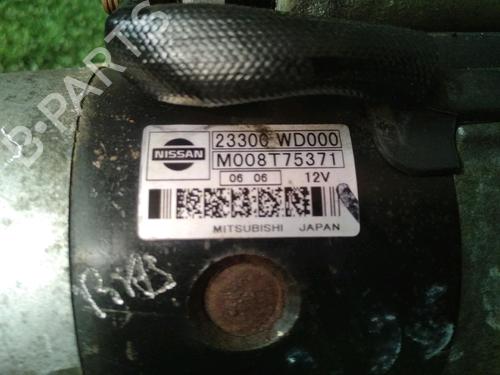 B-PARTS
NISSAN
23300 WD000
M008T75371
06 06 12V
MITSUBISHI JAPAN